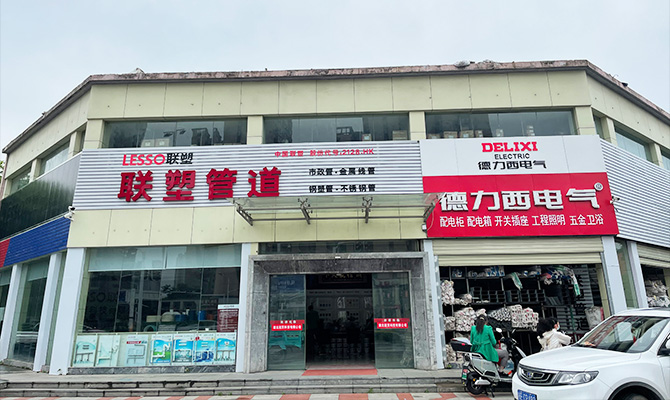 LESSO联塑
中国联塑 股份代号:2128.HK
联塑管道
市政管·金属线管
钢塑管·不锈钢管
DELIXI
ELECTRIC
德力西电气
德力西电气
配电柜 配电箱 开关插座 工程照明 五金卫浴